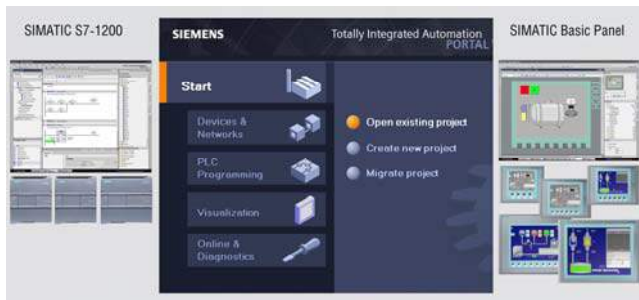 SIMATIC S7-1200
SIEMENS
Totally Integrated Automation
PORTAL
SIMATIC Basic Panel
Start
Devices &
Networks
PLC
Programming
Visualization
Online &
Diagnostics
Open existing project
Create new project
Migrate project